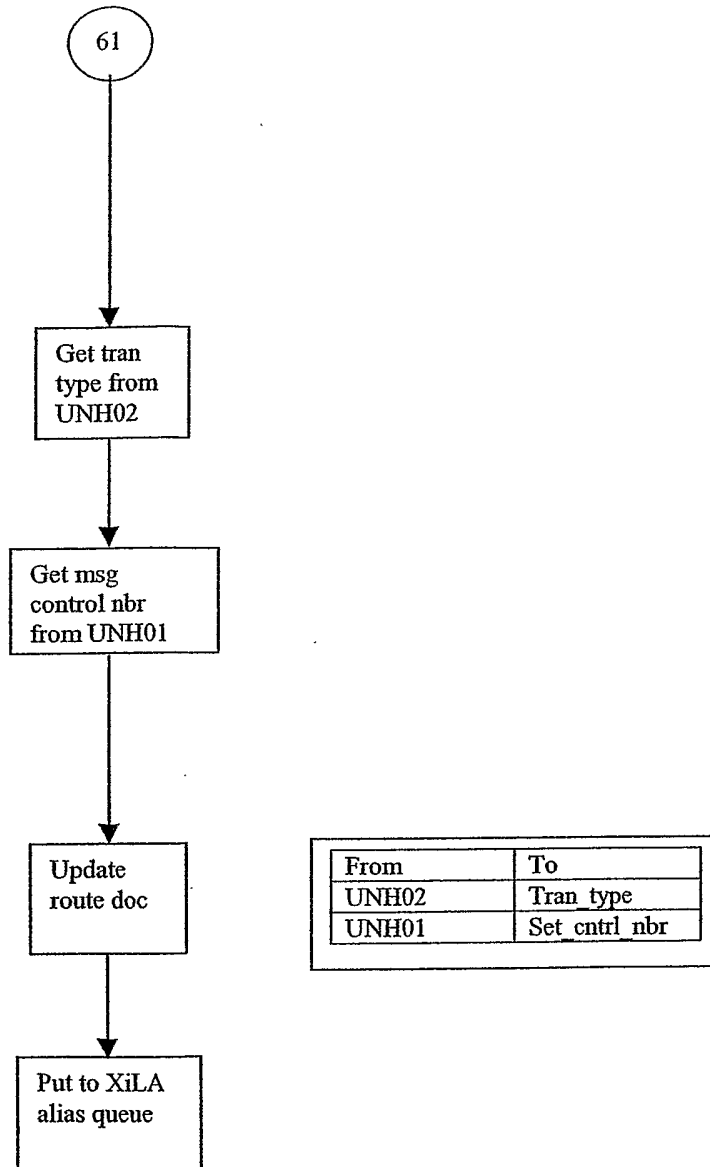 61
Get tran
type from
UNH02
Get msg
control nbr
from UNH01
Update
route doc
From To
UNH02 Tran_type
UNH01 Set_cntrl_nbr
Put to XiLA
alias queue